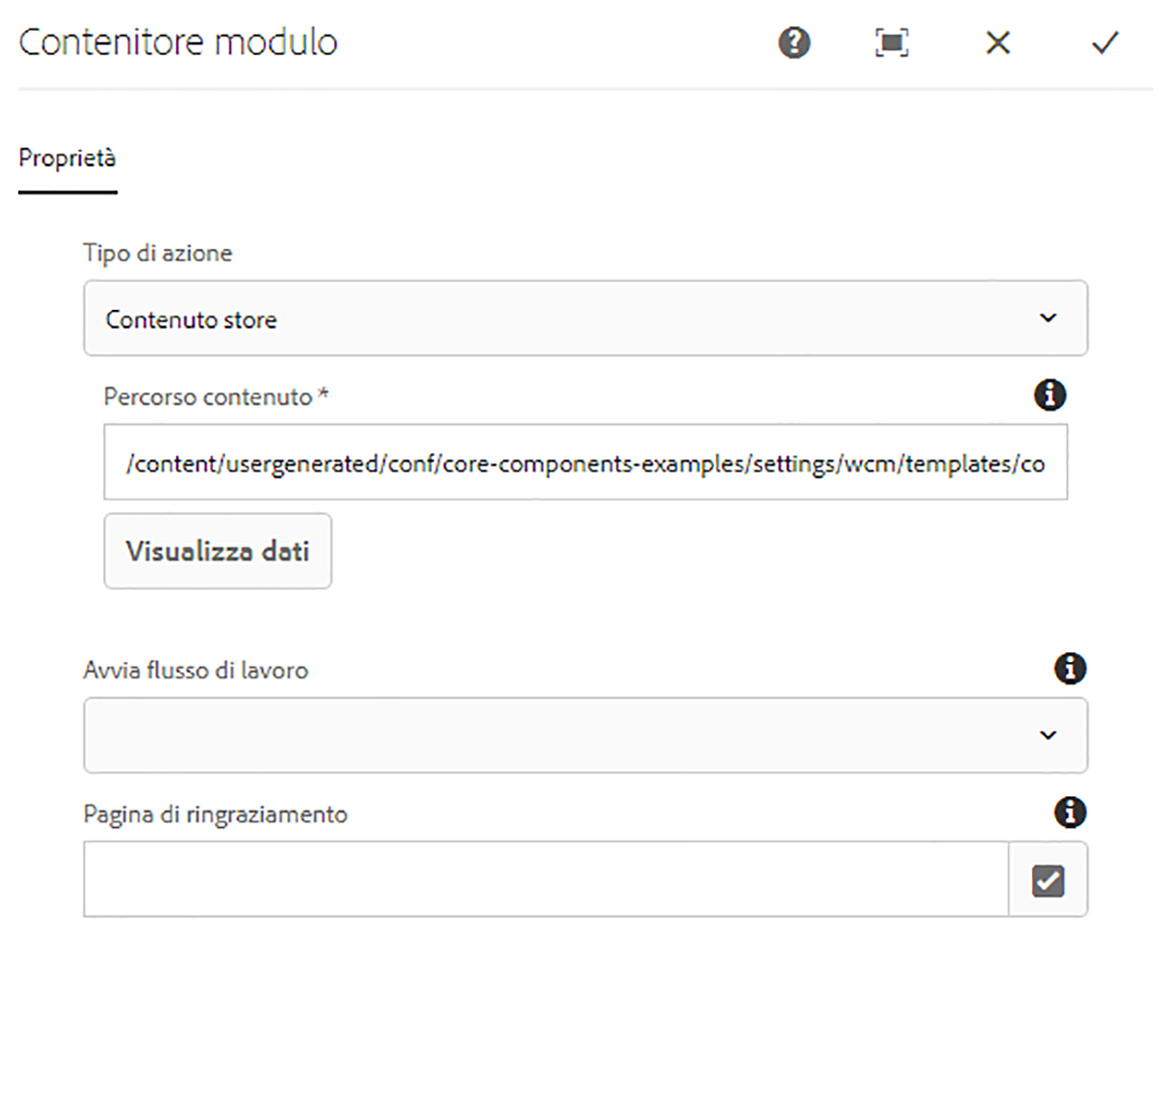 Contenitore modulo
Proprietà
Tipo di azione
Contenuto store
Percorso contenuto *
/content/usergenerated/conf/core-components-examples/settings/wcm/templates/co
Visualizza dati
Avvia flusso di lavoro
Pagina di ringraziamento